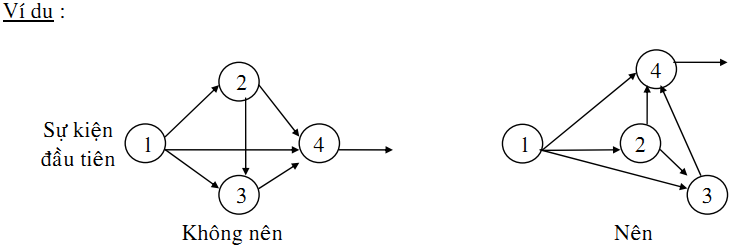 Ví dụ :
2
4
Sự kiện
đầu tiên
1
4
1
2
3
3
Không nên
Nên